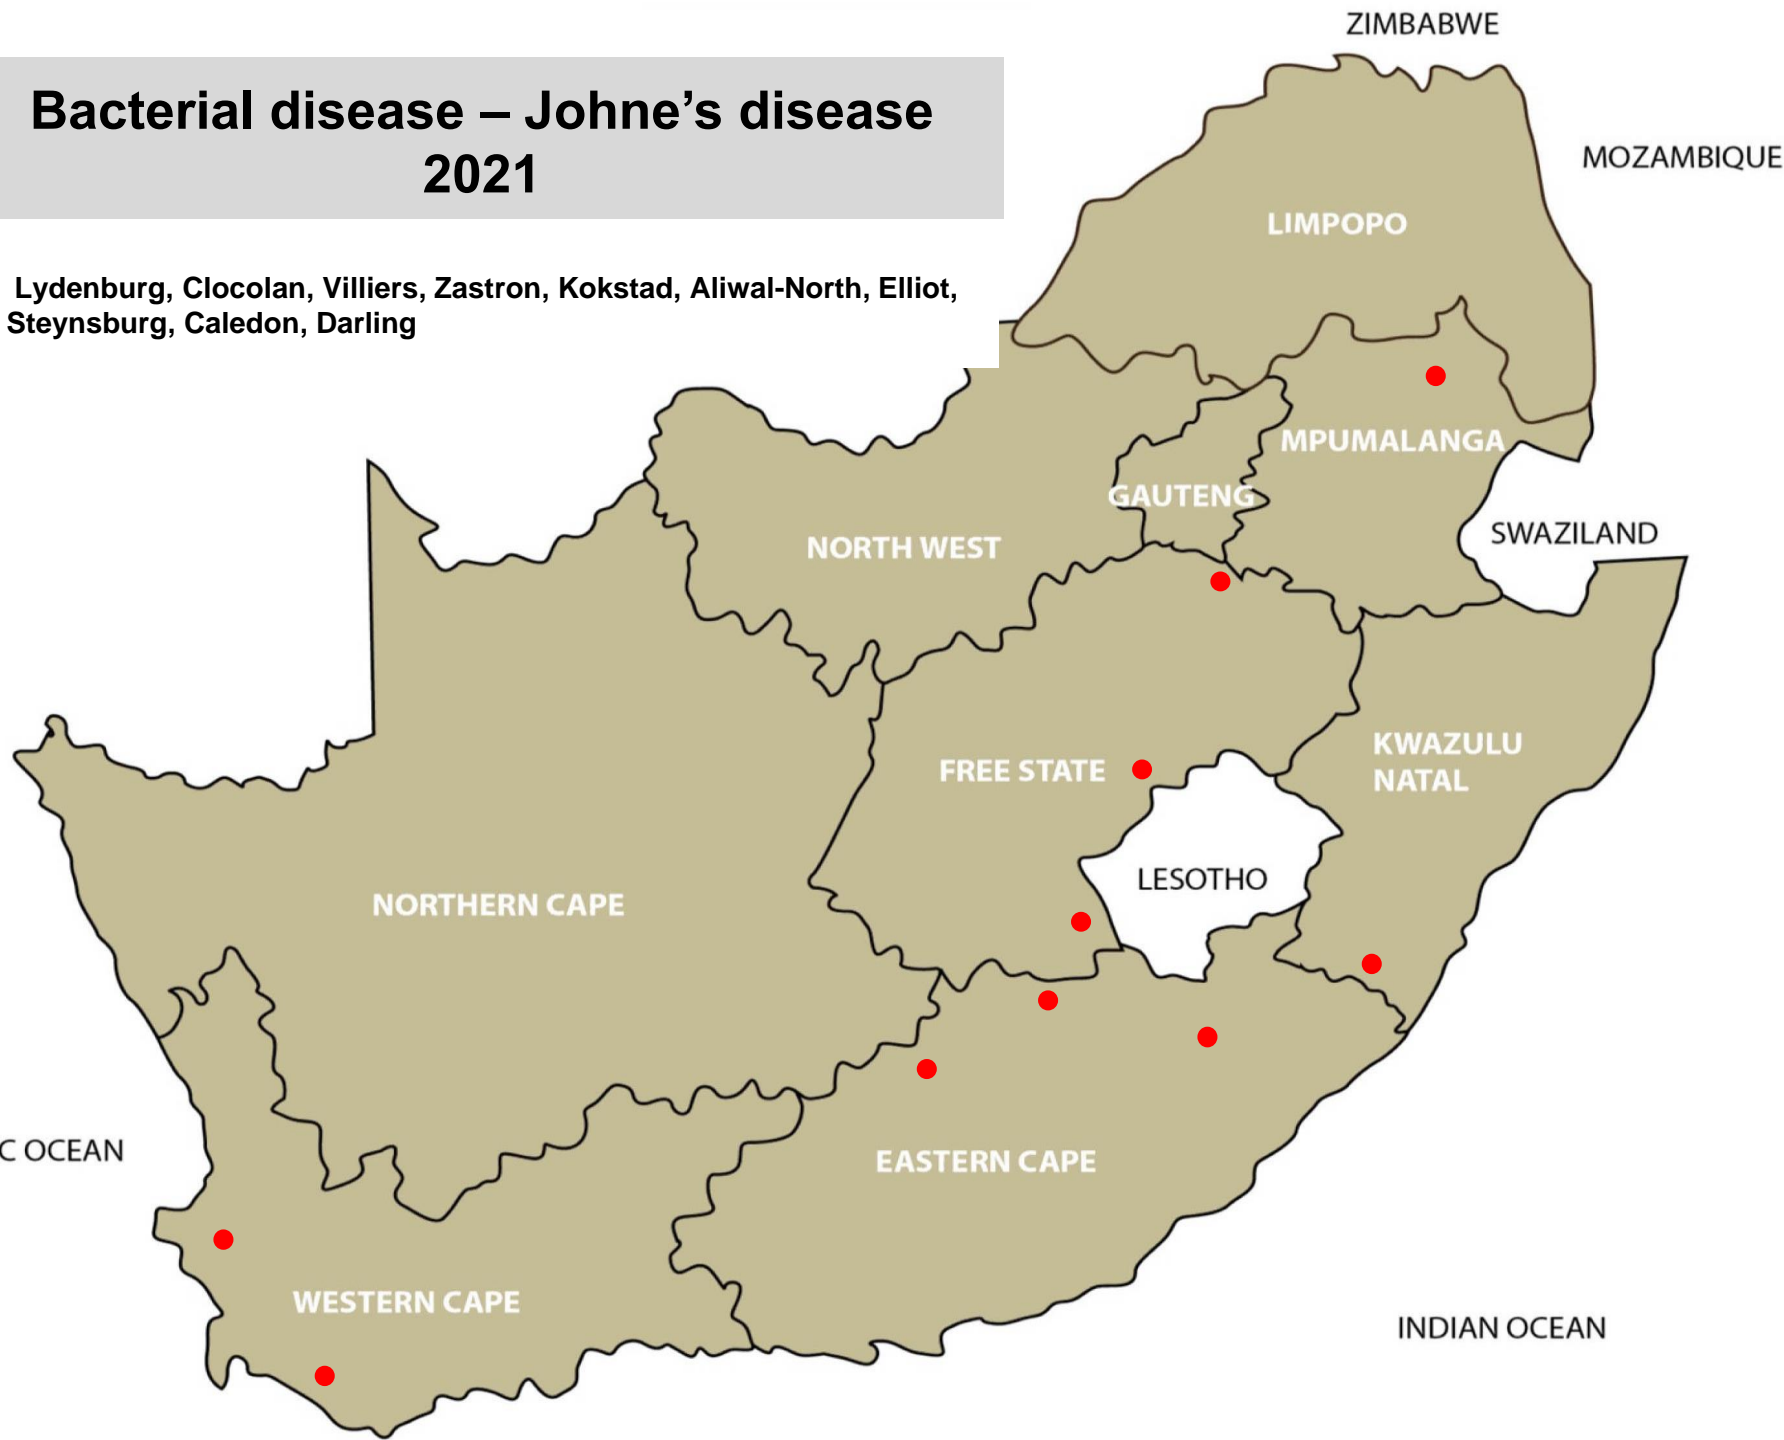 ZIMBABWE
Bacterial disease – Johne’s disease
2021
MOZAMBIQUE
LIMPOPO
Lydenburg, Clocolan, Villiers, Zastron, Kokstad, Aliwal-North, Elliot,
Steynsburg, Caledon, Darling
MPUMALANGA
GAUTENG
SWAZILAND
NORTH WEST
KWAZULU
NATAL
FREE STATE
LESOTHO
NORTHERN CAPE
C OCEAN
EASTERN CAPE
WESTERN CAPE
INDIAN OCEAN